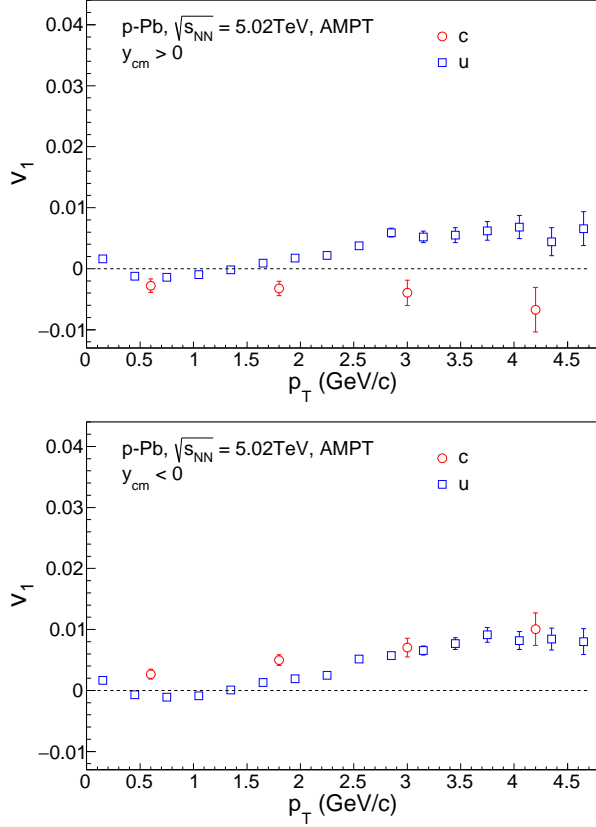 p-Pb, √s_NN = 5.02TeV, AMPT
y_cm > 0
c
u
0.04
0.03
0.02
0.01
0
−0.01
v_1
0 0.5 1 1.5 2 2.5 3 3.5 4 4.5
p_T (GeV/c)
p-Pb, √s_NN = 5.02TeV, AMPT
y_cm < 0
c
u
0.04
0.03
0.02
0.01
0
−0.01
v_1
0 0.5 1 1.5 2 2.5 3 3.5 4 4.5
p_T (GeV/c)